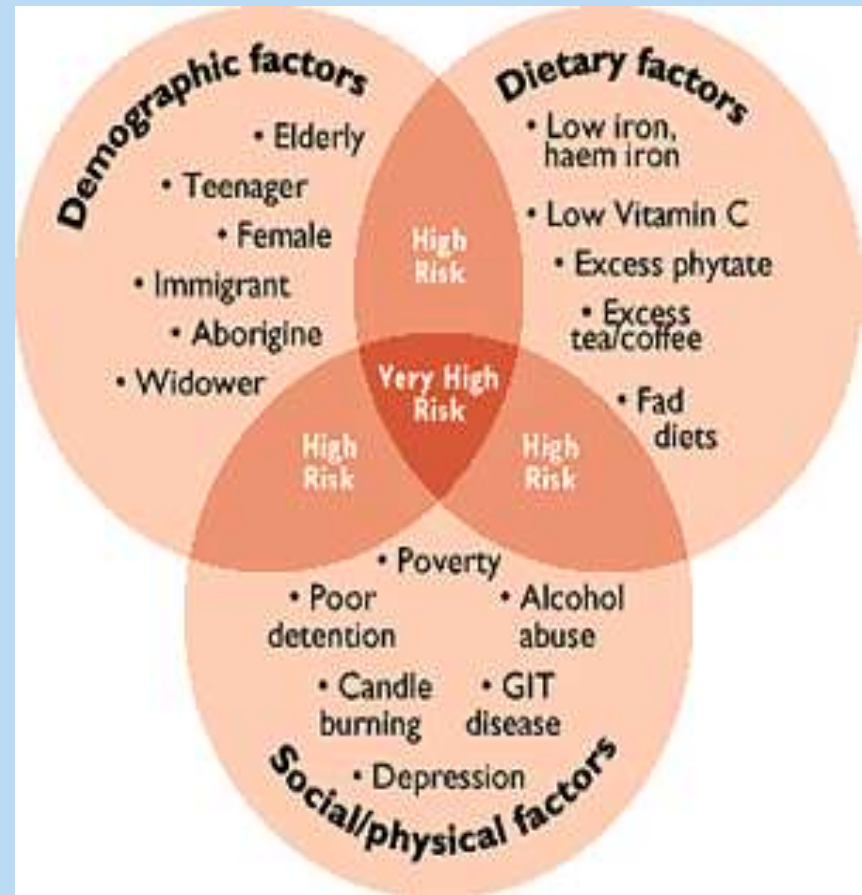 Demographic factors
• Elderly
• Teenager
• Female
• Immigrant
• Aborigine
• Widower
Dietary factors
• Low iron,
haem iron
• Low Vitamin C
• Excess phytate
• Excess
tea/coffee
• Fad
diets
High
Risk
Very High
Risk
High
Risk
High
Risk
• Poverty
• Poor
detention
• Alcohol
abuse
• Candle
burning
• GIT
disease
• Depression
Social/physical factors